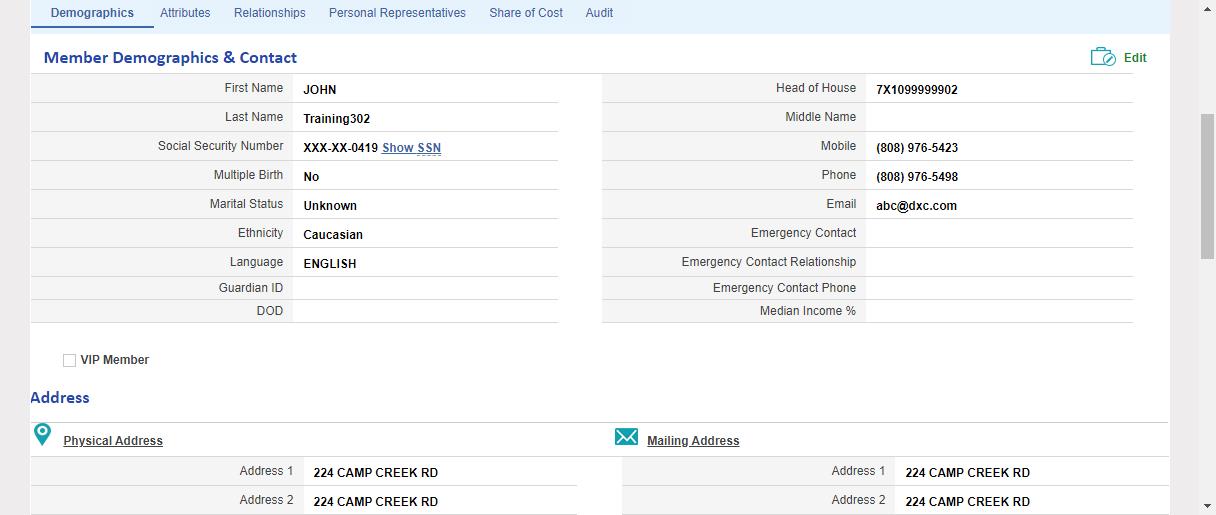 Demographics Attributes Relationships Personal Representatives Share of Cost Audit
Member Demographics & Contact Edit
First Name JOHN Head of House 7X1099999902
Last Name Training302 Middle Name
Social Security Number XXX-XX-0419 Show SSN Mobile (808) 976-5423
Multiple Birth No Phone (808) 976-5498
Marital Status Unknown Email abc@dxc.com
Ethnicity Caucasian Emergency Contact
Language ENGLISH Emergency Contact Relationship
Guardian ID Emergency Contact Phone
DOD Median Income %
VIP Member
Address
Physical Address Mailing Address
Address 1 224 CAMP CREEK RD Address 1 224 CAMP CREEK RD
Address 2 224 CAMP CREEK RD Address 2 224 CAMP CREEK RD